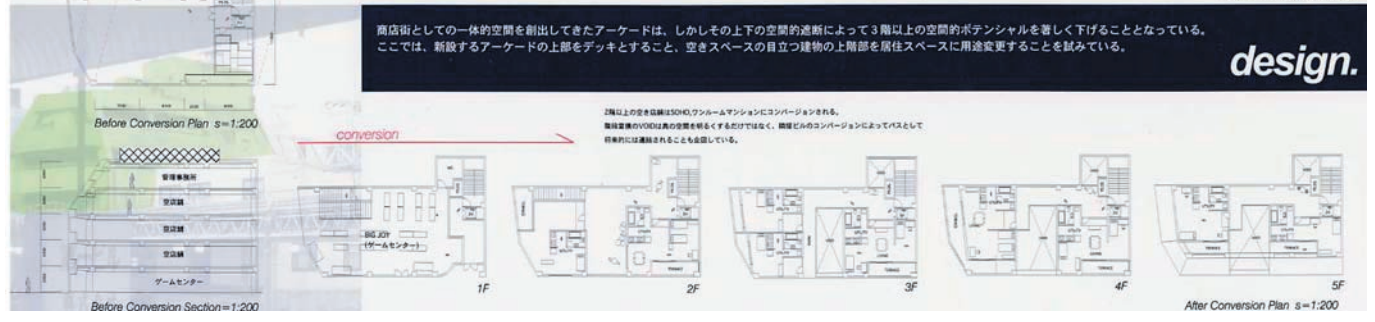 商店街としての一体的空間を創出してきたアーケードは、しかしその上下の空間的遮断によって3階以上の空間的ポテンシャルを著しく下げることとなっている。
ここでは、新設するアーケードの上部をデッキとすること、空きスペースの目立つ建物の上階部を居住スペースに用途変更することを試みている。
design.
Before Conversion Plan s=1:200
conversion
2階以上の空き店舗はSOHO,ワンルームマンションにコンバージョンされる。
階段室横のVOIDは奥の空間を明るくするだけではなく、隣接ビルのコンバージョンによってパスとして
将来的には連結されることも企図している。
管理事務所
空店舗
空店舗
空店舗
ゲームセンター
Before Conversion Section=1:200
BIG JOY
(ゲームセンター)
1F
2F
3F
4F
5F
After Conversion Plan s=1:200